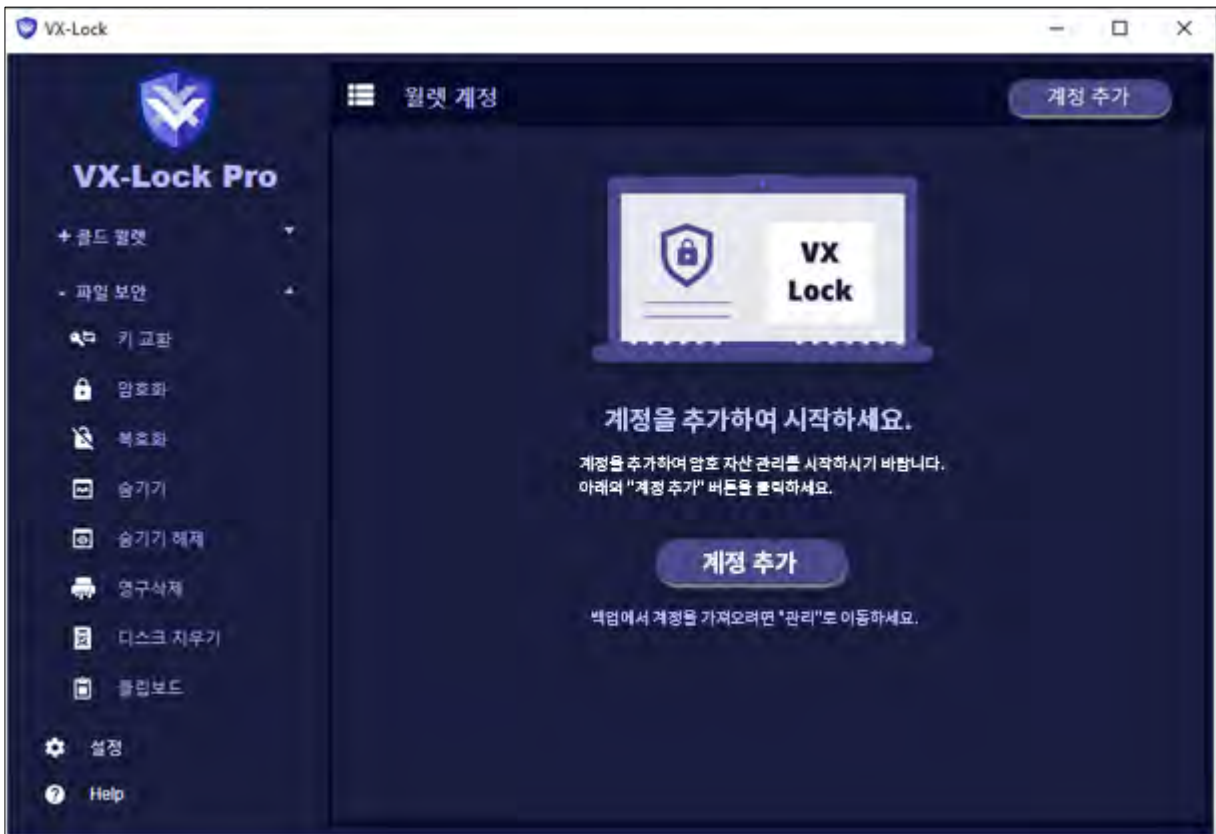 VX-Lock
VX-Lock Pro
+ 콜드 월렛
- 파일 보안
키 교환
암호화
복호화
숨기기
숨기기 해제
영구삭제
디스크 지우기
클립보드
설정
Help
월렛 계정
계정 추가
VX
Lock
계정을 추가하여 시작하세요.
계정을 추가하여 암호 자산 관리를 시작하시기 바랍니다.
아래의 "계정 추가" 버튼을 클릭하세요.
계정 추가
백업에서 계정을 가져오려면 "관리"로 이동하세요.